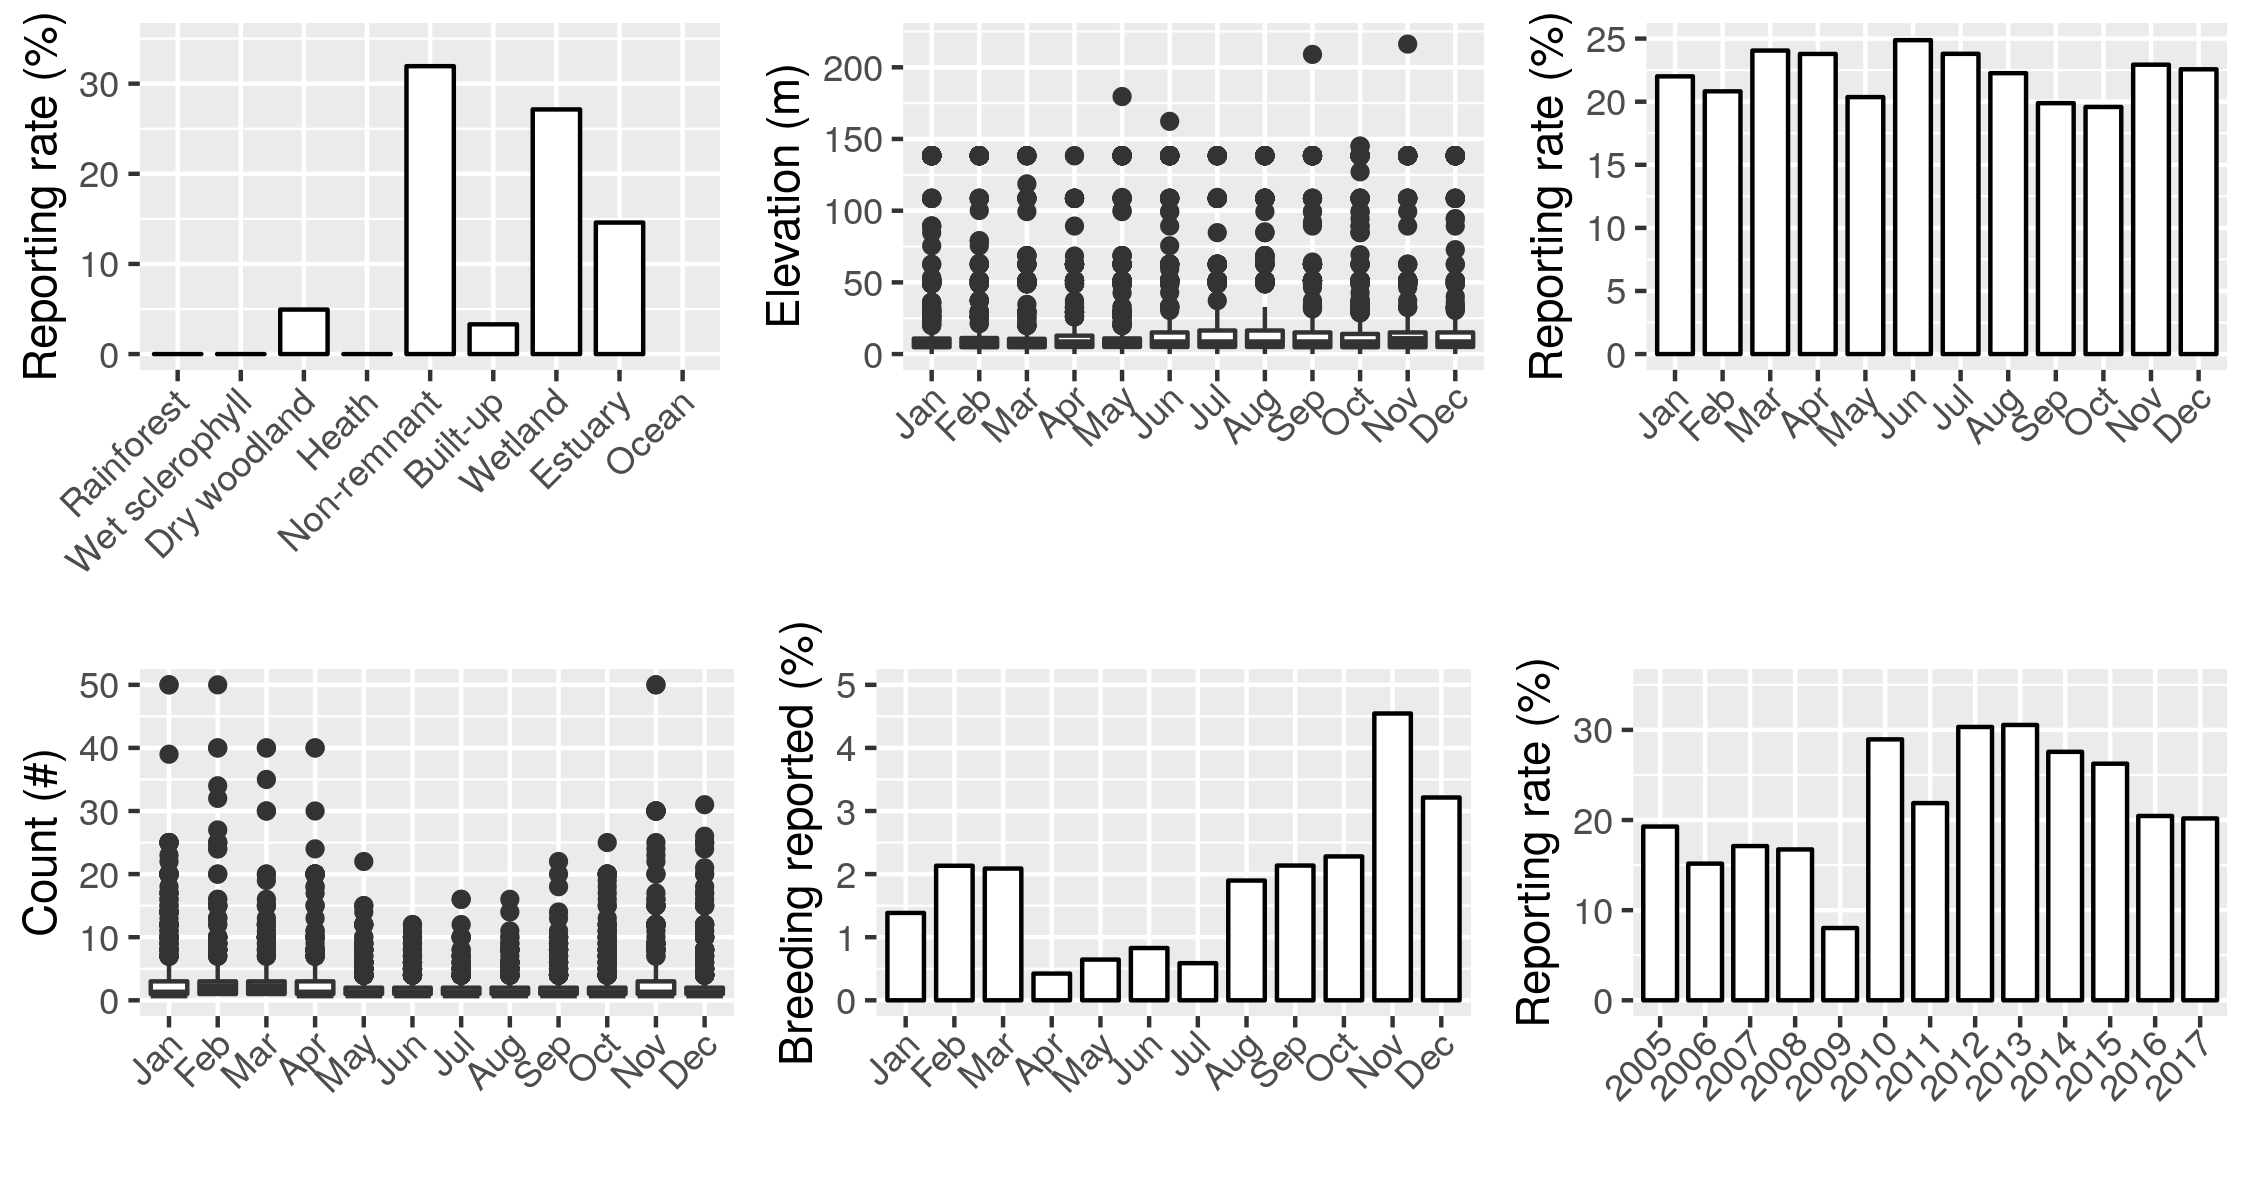 Reporting rate (%)
30
20
10
0
Rainforest
Wet sclerophyll
Dry woodland
Heath
Non-remnant
Built-up
Wetland
Estuary
Ocean
Elevation (m)
200
150
100
50
0
Jan
Feb
Mar
Apr
May
Jun
Jul
Aug
Sep
Oct
Nov
Dec
Reporting rate (%)
25
20
15
10
5
0
Jan
Feb
Mar
Apr
May
Jun
Jul
Aug
Sep
Oct
Nov
Dec
Count (#)
50
40
30
20
10
0
Jan
Feb
Mar
Apr
May
Jun
Jul
Aug
Sep
Oct
Nov
Dec
Breeding reported (%)
5
4
3
2
1
0
Jan
Feb
Mar
Apr
May
Jun
Jul
Aug
Sep
Oct
Nov
Dec
Reporting rate (%)
30
20
10
0
2005
2006
2007
2008
2009
2010
2011
2012
2013
2014
2015
2016
2017